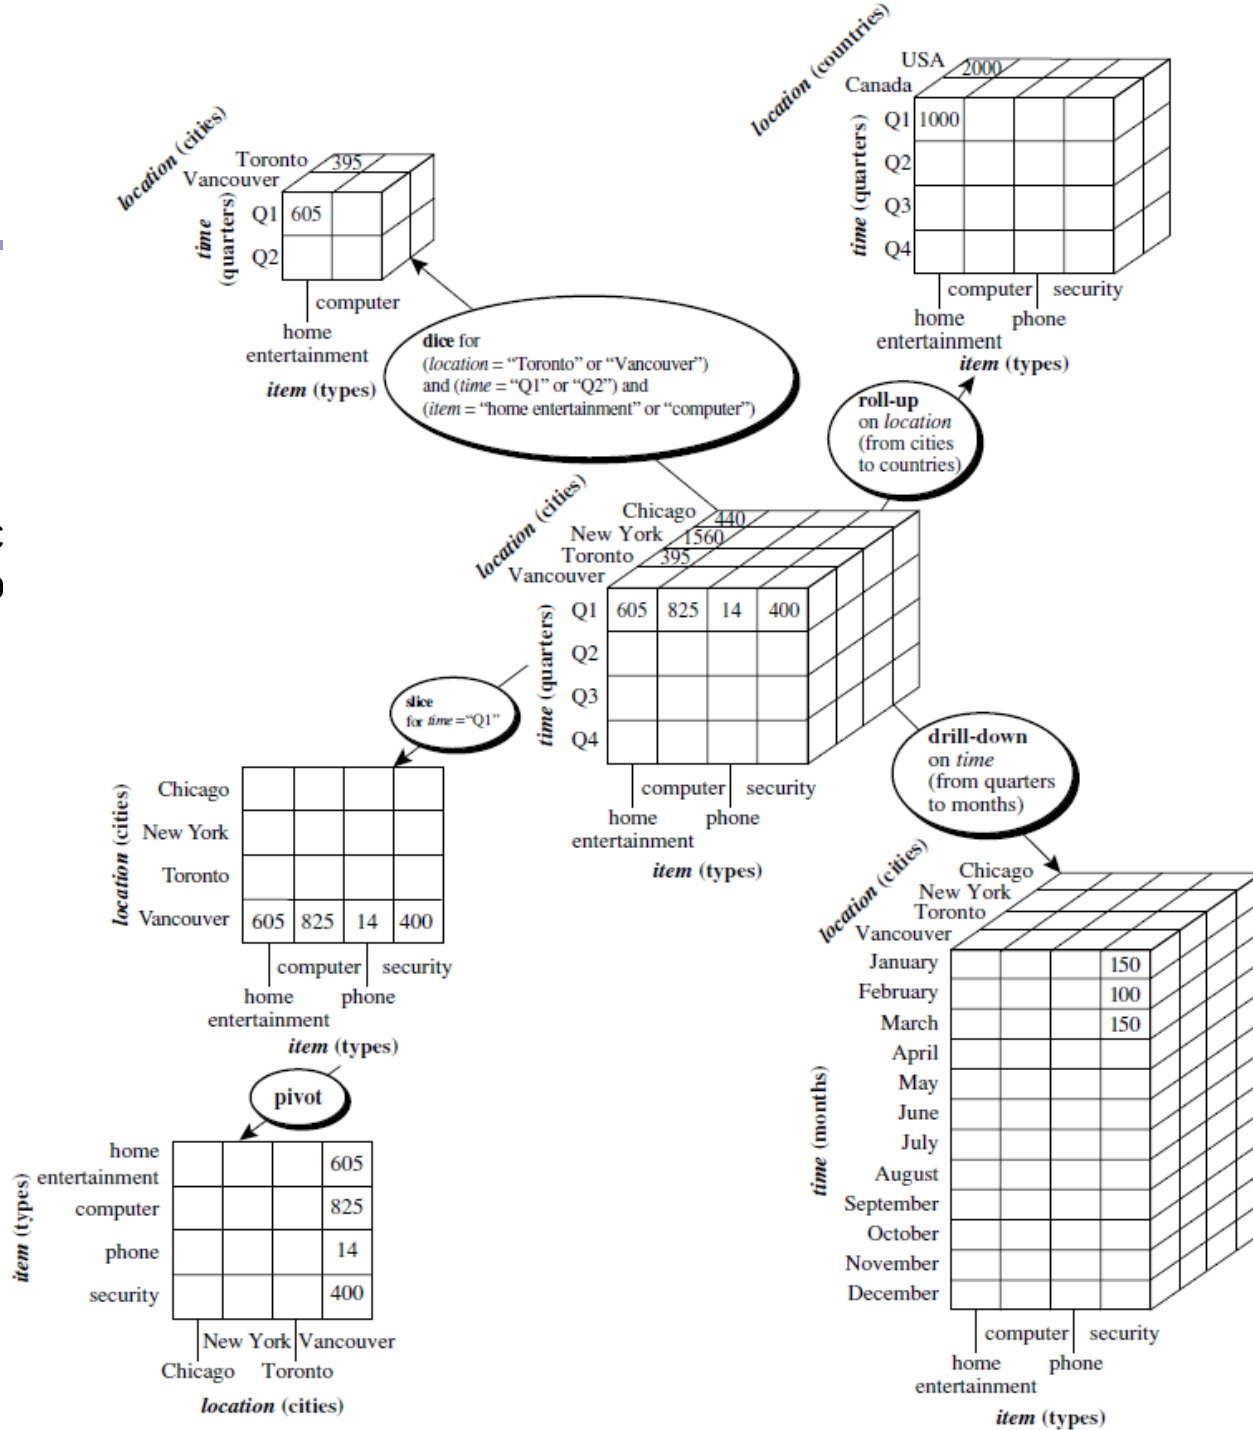 location (countries)
USA
Canada
2000
time (quarters)
Q1 1000
Q2
Q3
Q4
computer security
home phone
entertainment
item (types)
location (cities)
Toronto 395
Vancouver
time
(quarters)
Q1 605
Q2
computer
home
entertainment
item (types)
dice for
(location = “Toronto” or “Vancouver”)
and (time = “Q1” or “Q2”) and
(item = “home entertainment” or “computer”)
roll-up
on location
(from cities
to countries)
location (cities)
Chicago 440
New York 1560
Toronto 395
Vancouver
time (quarters)
Q1 605 825 14 400
Q2
Q3
Q4
computer security
home phone
entertainment
item (types)
slice
for time =“Q1”
drill-down
on time
(from quarters
to months)
location (cities)
Chicago
New York
Toronto
Vancouver 605 825 14 400
computer security
home phone
entertainment
item (types)
location (cities)
Chicago
New York
Toronto
Vancouver
time (months)
January 150
February 100
March 150
April
May
June
July
August
September
October
November
December
computer security
home phone
entertainment
item (types)
pivot
item (types)
home
entertainment 605
computer 825
phone 14
security 400
New York Vancouver
Chicago Toronto
location (cities)